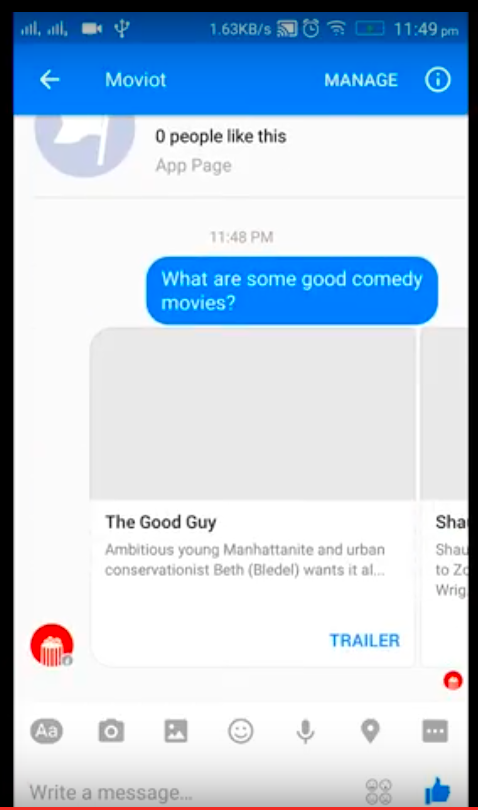 1.63KB/s 11:49 pm
Moviot MANAGE
0 people like this
App Page
11:48 PM
What are some good comedy
movies?
The Good Guy
Ambitious young Manhattanite and urban
conservationist Beth (Bledel) wants it al...
TRAILER
Sha
Shau
to Zo
Wrig
Aa
Write a message...